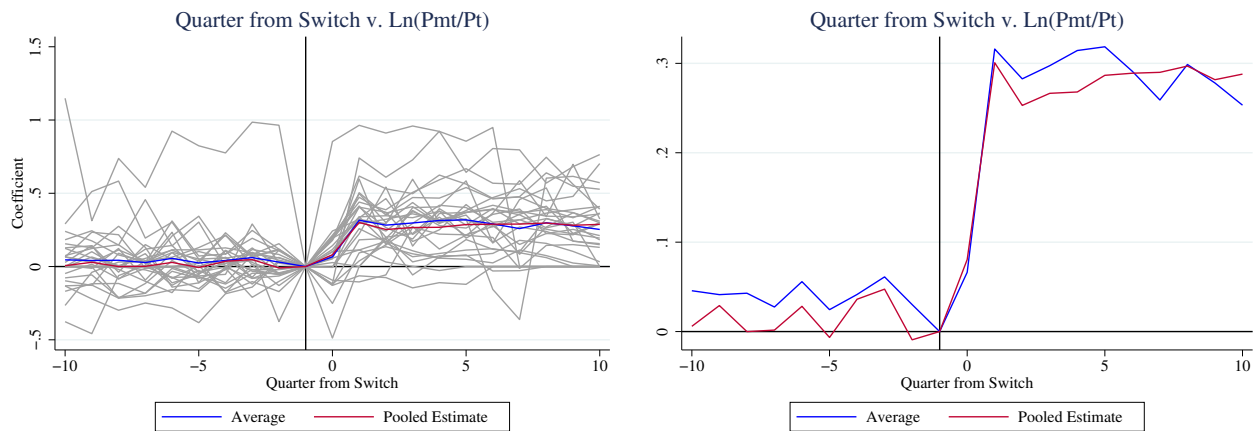 Quarter from Switch v. Ln(Pmt/Pt)
Coefficient
1.5
1
.5
0
-.5
−10
−5
0
5
10
Quarter from Switch
Average
Pooled Estimate
Quarter from Switch v. Ln(Pmt/Pt)
.3
.2
.1
0
−10
−5
0
5
10
Quarter from Switch
Average
Pooled Estimate